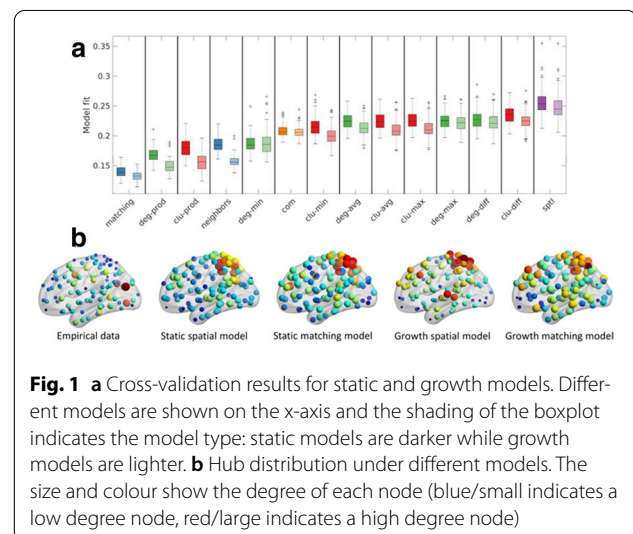 a
0.35
0.3
0.25
0.2
0.15
Model fit
matching
deg-prod
clu-prod
neighbors
deg-min
com
clu-min
deg-avg
clu-avg
clu-max
deg-max
deg-diff
clu-diff
sptl
b
Empirical data Static spatial model Static matching model Growth spatial model Growth matching model
Fig. 1 a Cross-validation results for static and growth models. Differ-
ent models are shown on the x-axis and the shading of the boxplot
indicates the model type: static models are darker while growth
models are lighter. b Hub distribution under different models. The
size and colour show the degree of each node (blue/small indicates a
low degree node, red/large indicates a high degree node)